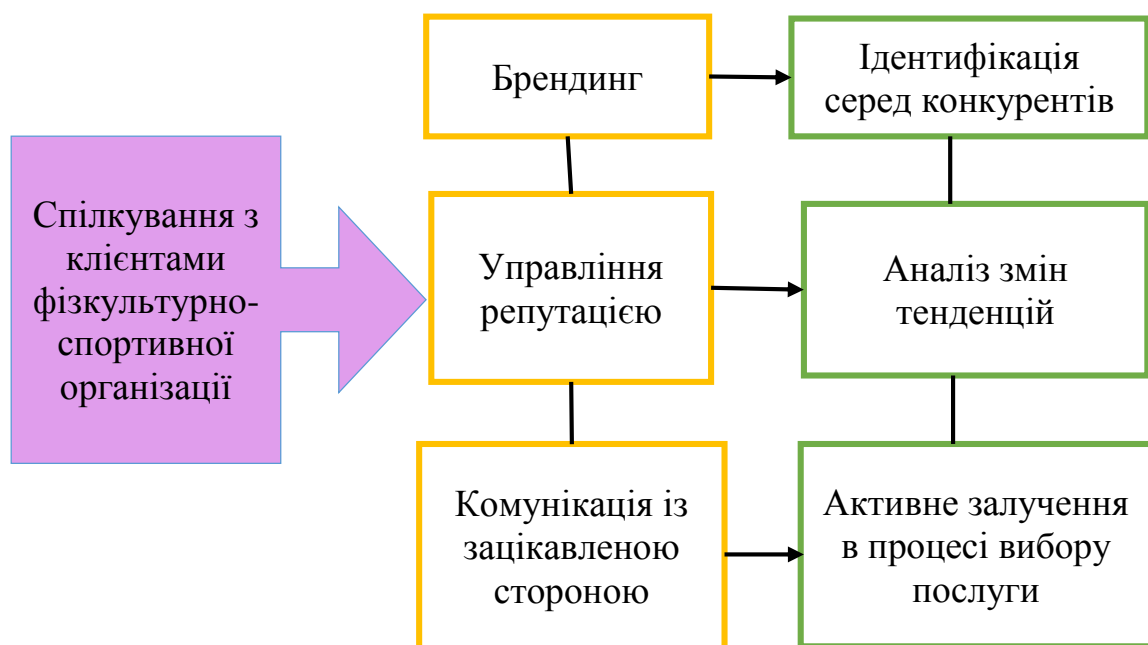 Спілкування з
клієнтами
фізкультурно-
спортивної
організації
Брендинг
Ідентифікація
серед конкурентів
Управління
репутацією
Аналіз змін
тенденцій
Комунікація із
зацікавленою
стороною
Активне залучення
в процесі вибору
послуги